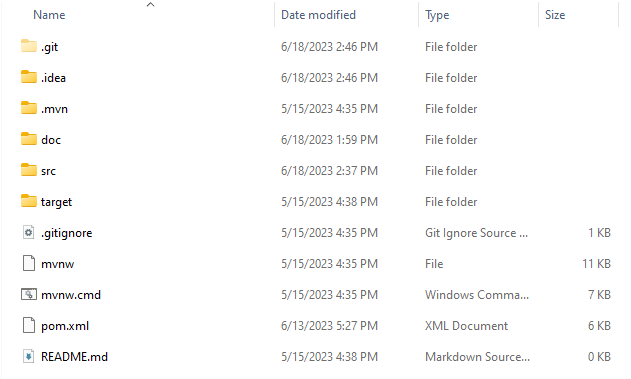 Name Date modified Type Size
.git 6/18/2023 2:46 PM File folder
.idea 6/18/2023 2:46 PM File folder
.mvn 5/15/2023 4:35 PM File folder
doc 6/18/2023 1:59 PM File folder
src 6/18/2023 2:37 PM File folder
target 5/15/2023 4:38 PM File folder
.gitignore 5/15/2023 4:35 PM Git Ignore Source ... 1 KB
mvnw 5/15/2023 4:35 PM File 11 KB
mvnw.cmd 5/15/2023 4:35 PM Windows Comma... 7 KB
pom.xml 6/13/2023 5:27 PM XML Document 6 KB
README.md 5/15/2023 4:38 PM Markdown Source... 0 KB